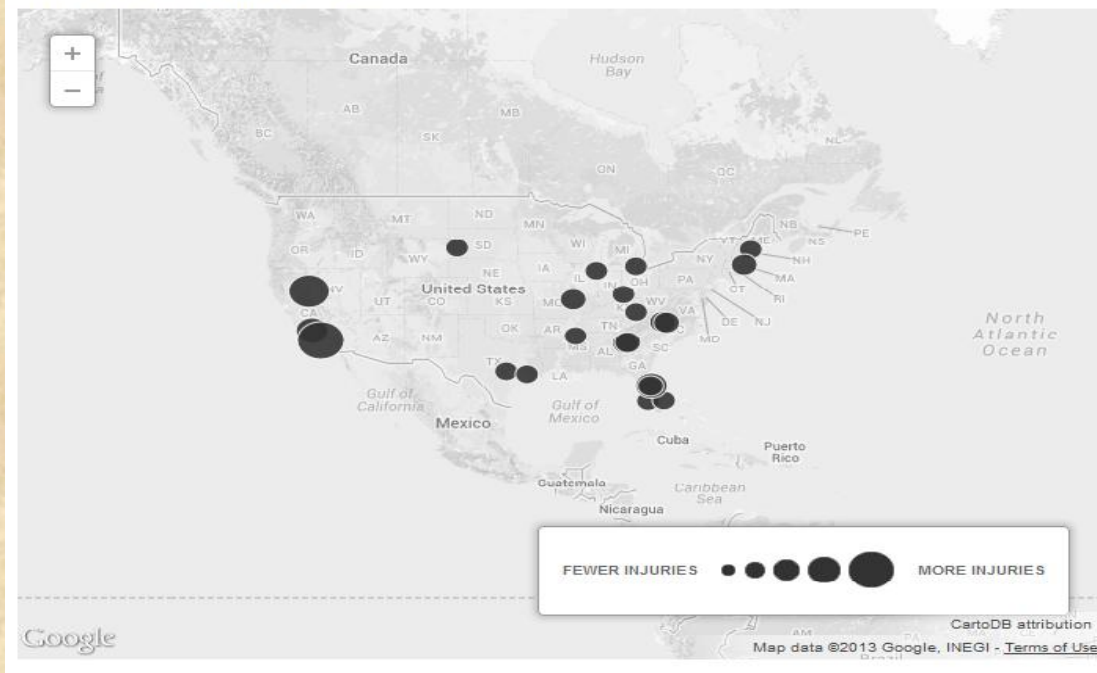 +
−
Canada
Hudson
Bay
AB
MB
BC
SK
NL
ON
QC
WA
MT
ND
MN
NB
PE
NS
OR
ID
SD
WI
MI
VT
ME
NH
WY
NY
MA
NE
IA
IL
IN
OH
PA
CT
RI
NV
UT
CO
United States
KS
MO
WV
VA
DE
NJ
MD
CA
AZ
NM
OK
AR
TN
SC
MS
AL
GA
TX
LA
North
Atlantic
Ocean
Gulf of
California
Gulf of
Mexico
Mexico
Cuba
Puerto
Rico
Guatemala
Caribbean
Sea
Nicaragua
FEWER INJURIES
MORE INJURIES
CartoDB attribution
Google
Map data ©2013 Google, INEGI - Terms of Use